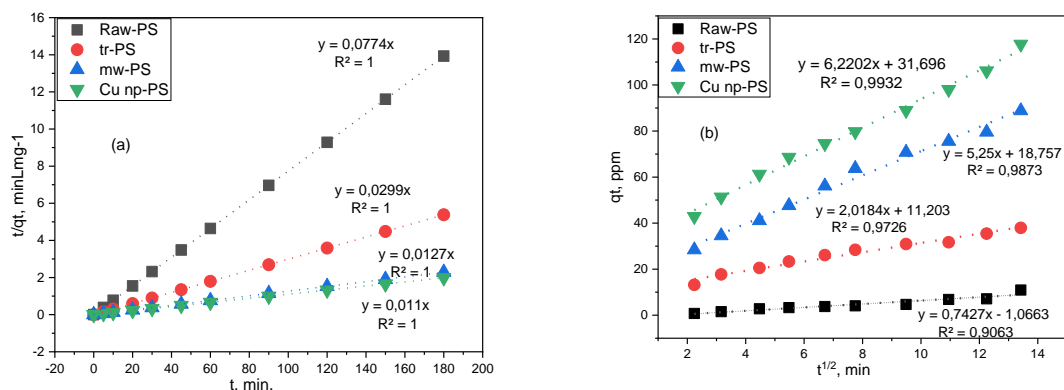 Raw-PS
tr-PS
mw-PS
Cu np-PS
(a)
y = 0,0774x
R² = 1
y = 0,0299x
R² = 1
y = 0,0127x
R² = 1
y = 0,011x
R² = 1
t/qt, minLmg-1
16
14
12
10
8
6
4
2
0
-2
-20 0 20 40 60 80 100 120 140 160 180 200
t, min.
Raw-PS
tr-PS
mw-PS
Cu np-PS
(b)
y = 6,2202x + 31,696
R² = 0,9932
y = 5,25x + 18,757
R² = 0,9873
y = 2,0184x + 11,203
R² = 0,9726
y = 0,7427x - 1,0663
R² = 0,9063
qt, ppm
120
100
80
60
40
20
0
2 4 6 8 10 12 14
t1/2, min